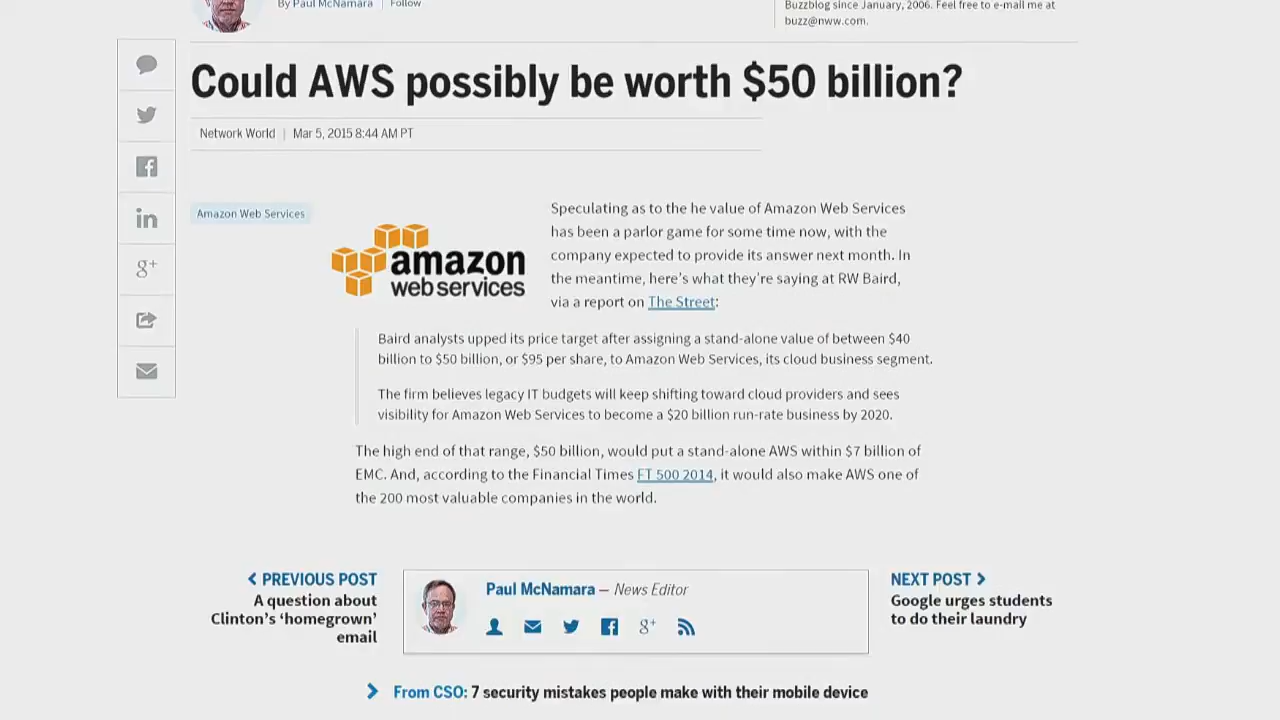 By Paul McNamara | Follow
Buzzblog since January, 2006. Feel free to e-mail me at
buzz@nww.com.
Could AWS possibly be worth $50 billion?
Network World | Mar 5, 2015 8:44 AM PT
Amazon Web Services
amazon
webservices
Speculating as to the he value of Amazon Web Services
has been a parlor game for some time now, with the
company expected to provide its answer next month. In
the meantime, here's what they're saying at RW Baird,
via a report on The Street:
Baird analysts upped its price target after assigning a stand-alone value of between $40
billion to $50 billion, or $95 per share, to Amazon Web Services, its cloud business segment.
The firm believes legacy IT budgets will keep shifting toward cloud providers and sees
visibility for Amazon Web Services to become a $20 billion run-rate business by 2020.
The high end of that range, $50 billion, would put a stand-alone AWS within $7 billion of
EMC. And, according to the Financial Times FT 500 2014, it would also make AWS one of
the 200 most valuable companies in the world.
PREVIOUS POST
A question about
Clinton's 'homegrown'
email
Paul McNamara — News Editor
g+
NEXT POST
Google urges students
to do their laundry
From CSO: 7 security mistakes people make with their mobile device